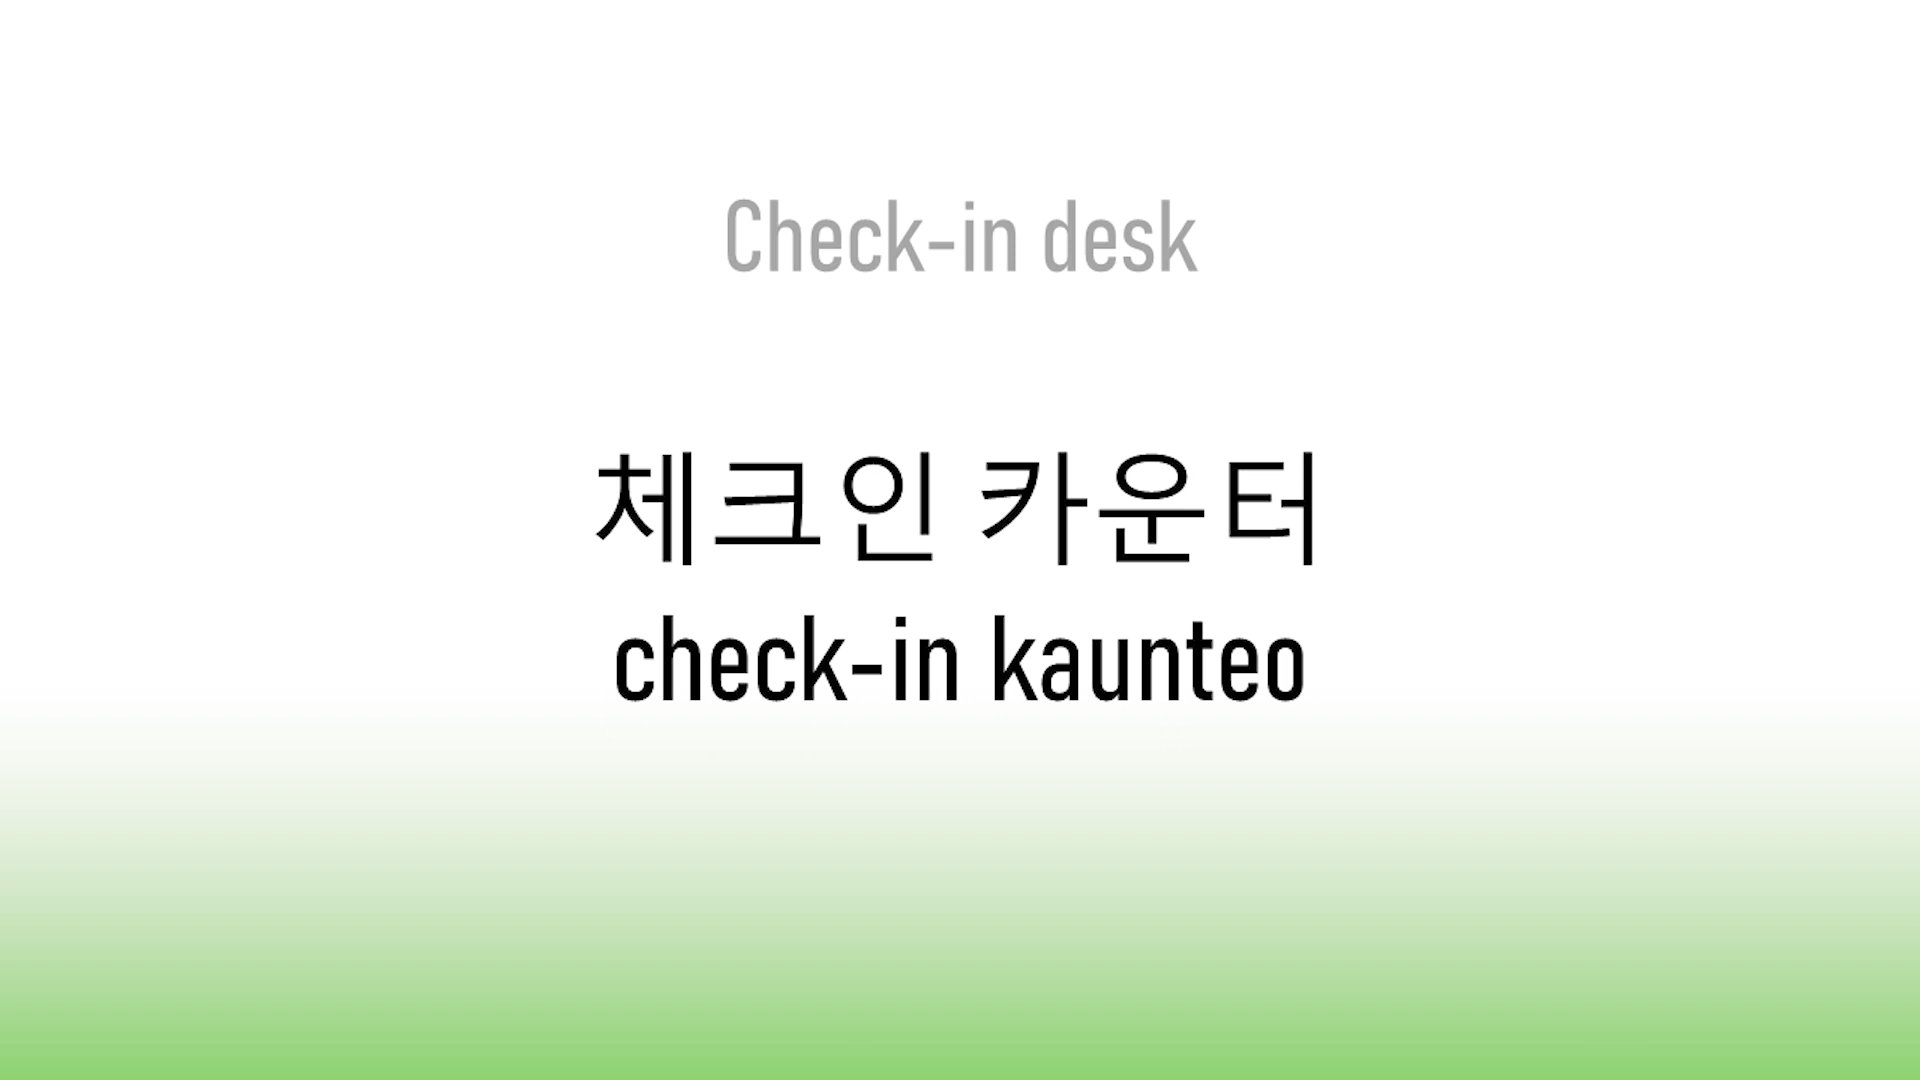 Check-in desk
체크인 카운터
check-in kaunteo